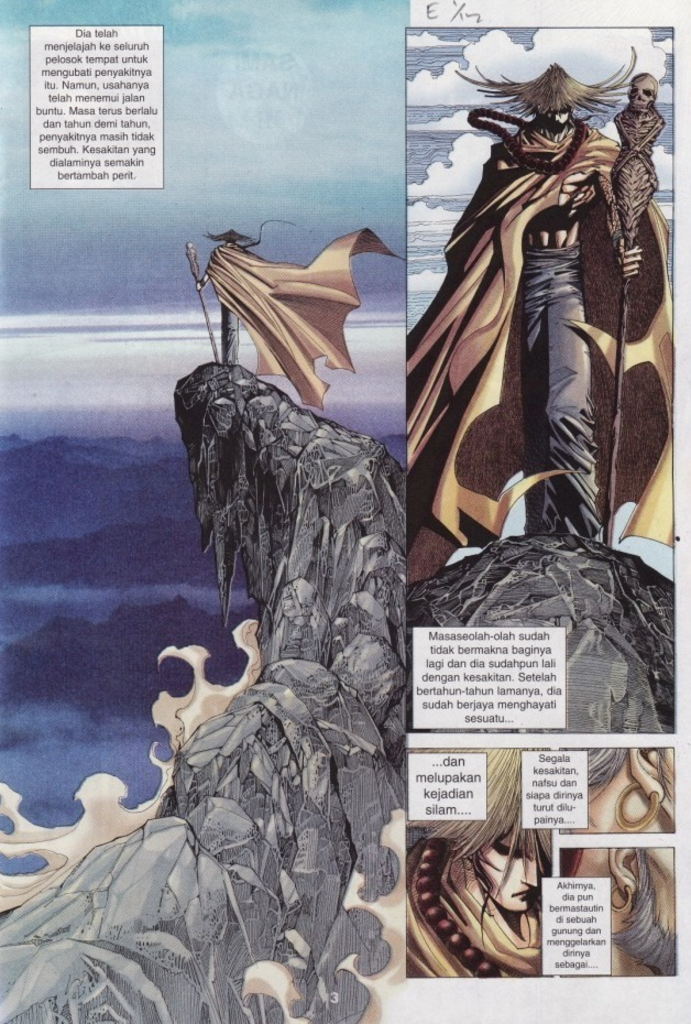 E 1/12
Dia telah
menjelajah ke seluruh
pelosok tempat untuk
mengubati penyakitnya
itu. Namun, usahanya
telah menemui jalan
buntu. Masa terus berlalu
dan tahun demi tahun,
penyakitnya masih tidak
sembuh. Kesakitan yang
dialaminya semakin
bertambah perit.
Masaseolah-olah sudah
tidak bermakna baginya
lagi dan dia sudahpun lali
dengan kesakitan. Setelah
bertahun-tahun lamanya, dia
sudah berjaya menghayati
sesuatu...
...dan
melupakan
kejadian
silam....
Segala
kesakitan,
nafsu dan
siapa dirinya
turut dilu-
painya....
Akhirnya,
dia pun
bermastautin
di sebuah
gunung dan
menggelarkan
dirinya
sebagai....
3